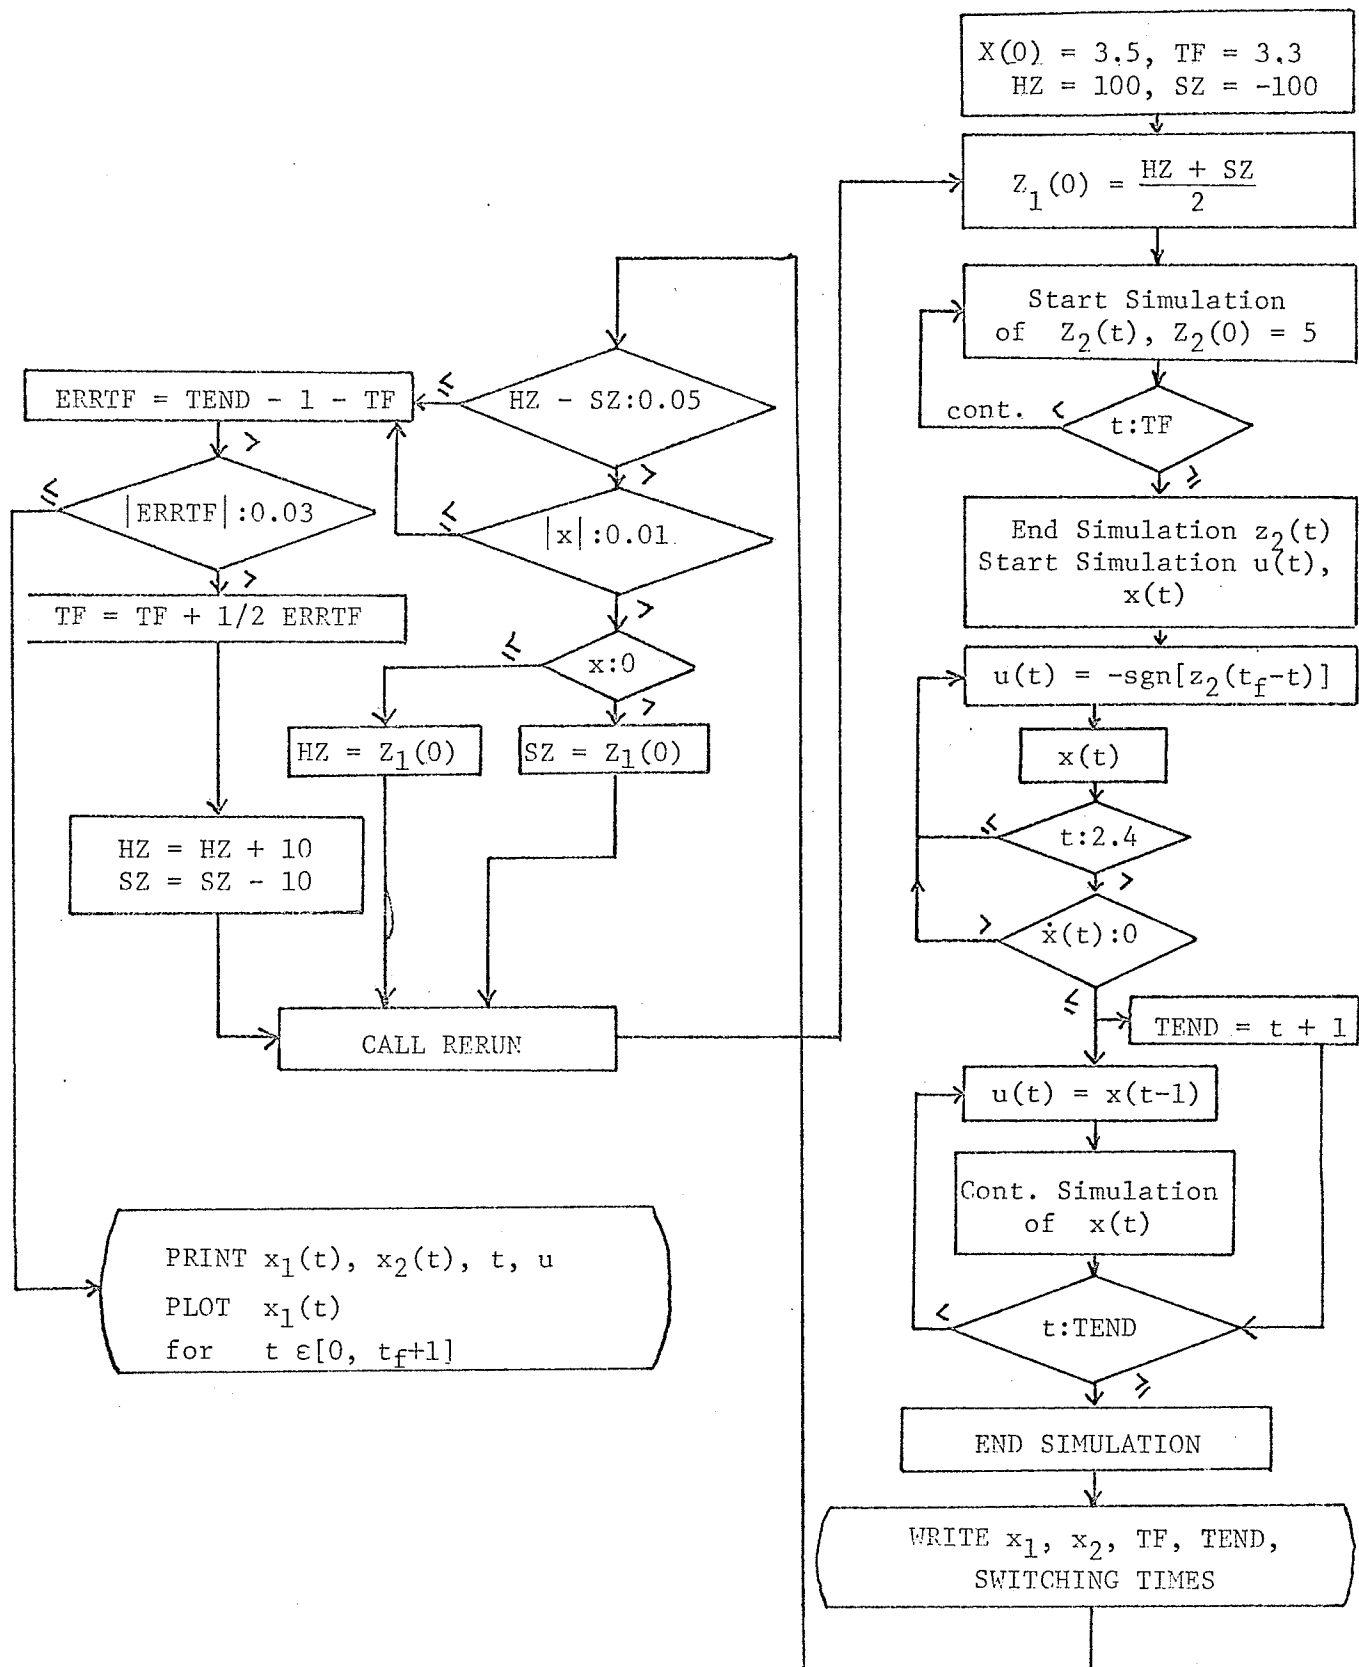 X(0) = 3.5, TF = 3.3
HZ = 100, SZ = -100
Z₁(0) = (HZ + SZ)/2
Start Simulation
of Z₂(t), Z₂(0) = 5
cont. <
t:TF
≥
End Simulation z₂(t)
Start Simulation u(t),
x(t)
u(t) = -sgn[z₂(t_f-t)]
x(t)
≤
t:2.4
>
>
ẋ(t):0
≤
TEND = t + 1
u(t) = x(t-1)
Cont. Simulation
of x(t)
<
t:TEND
≥
END SIMULATION
WRITE x₁, x₂, TF, TEND,
SWITCHING TIMES
≤
HZ - SZ:0.05
>
≤
|x|:0.01
>
≤
x:0
>
HZ = Z₁(0)
SZ = Z₁(0)
ERRTF = TEND - 1 - TF
>
≤
|ERRTF|:0.03
>
TF = TF + 1/2 ERRTF
HZ = HZ + 10
SZ = SZ - 10
CALL RERUN
PRINT x₁(t), x₂(t), t, u
PLOT x₁(t)
for t ε[0, t_f+1]